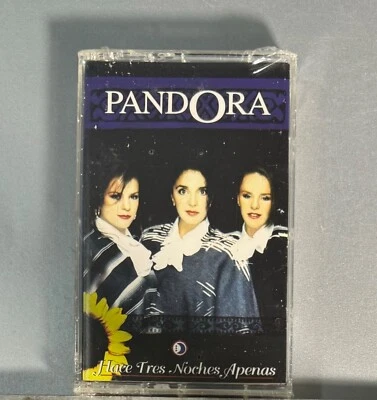 PANDORA
Hace Tres Noches Apenas